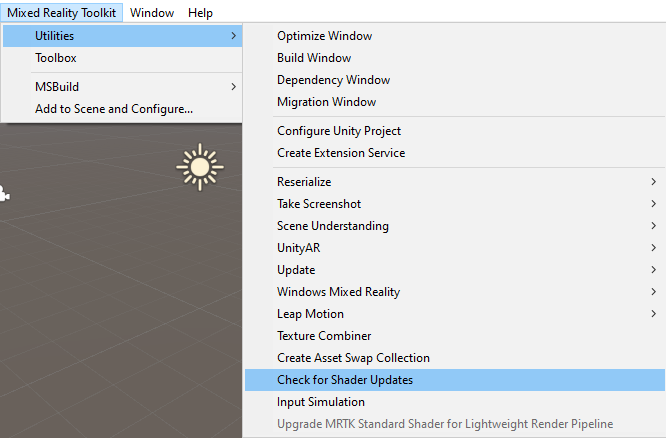 Mixed Reality Toolkit Window Help
Utilities
Toolbox
MSBuild
Add to Scene and Configure...
Optimize Window
Build Window
Dependency Window
Migration Window
Configure Unity Project
Create Extension Service
Reserialize
Take Screenshot
Scene Understanding
UnityAR
Update
Windows Mixed Reality
Leap Motion
Texture Combiner
Create Asset Swap Collection
Check for Shader Updates
Input Simulation
Upgrade MRTK Standard Shader for Lightweight Render Pipeline